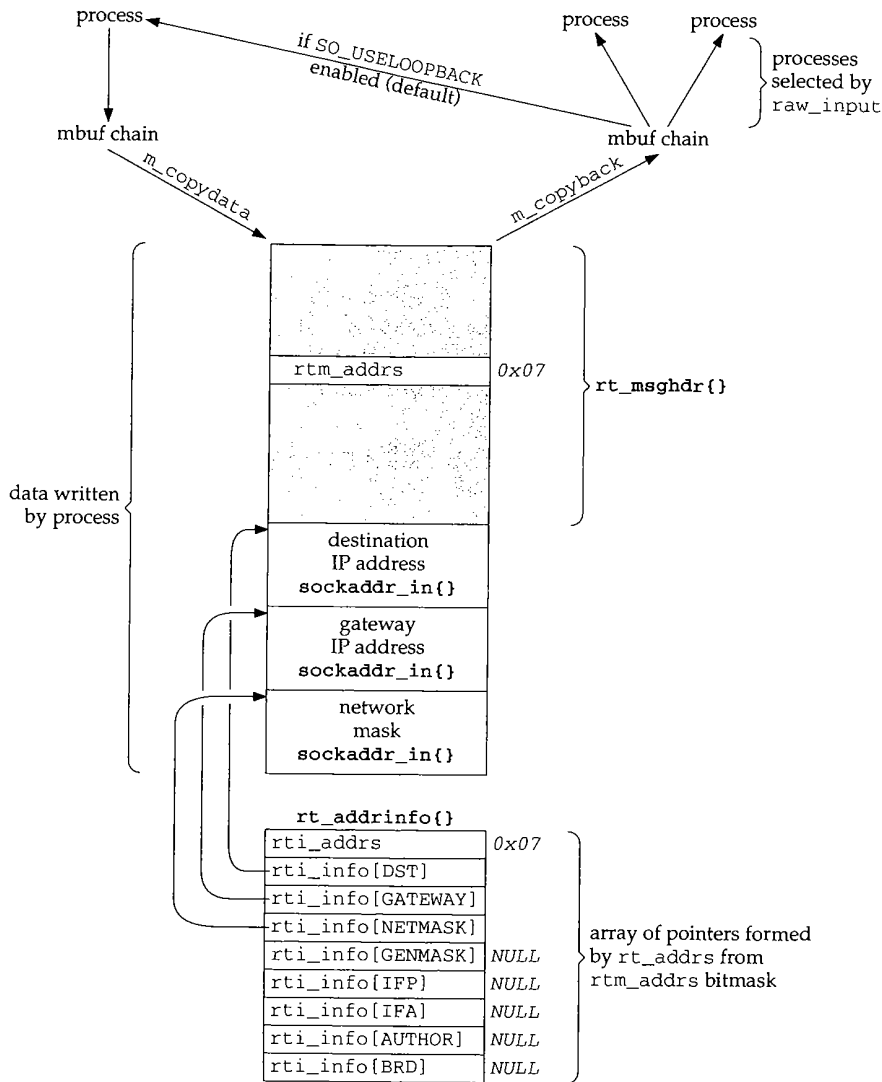 process
process
process
if SO_USELOOPBACK
enabled (default)
processes
selected by
raw_input
mbuf chain
mbuf chain
m_copydata
m_copyback
rtm_addrs
0x07
rt_msghdr{}
data written
by process
destination
IP address
sockaddr_in{}
gateway
IP address
sockaddr_in{}
network
mask
sockaddr_in{}
rt_addrinfo{}
rti_addrs
0x07
rti_info[DST]
rti_info[GATEWAY]
rti_info[NETMASK]
rti_info[GENMASK]
NULL
rti_info[IFP]
NULL
rti_info[IFA]
NULL
rti_info[AUTHOR]
NULL
rti_info[BRD]
NULL
array of pointers formed
by rt_addrs from
rtm_addrs bitmask